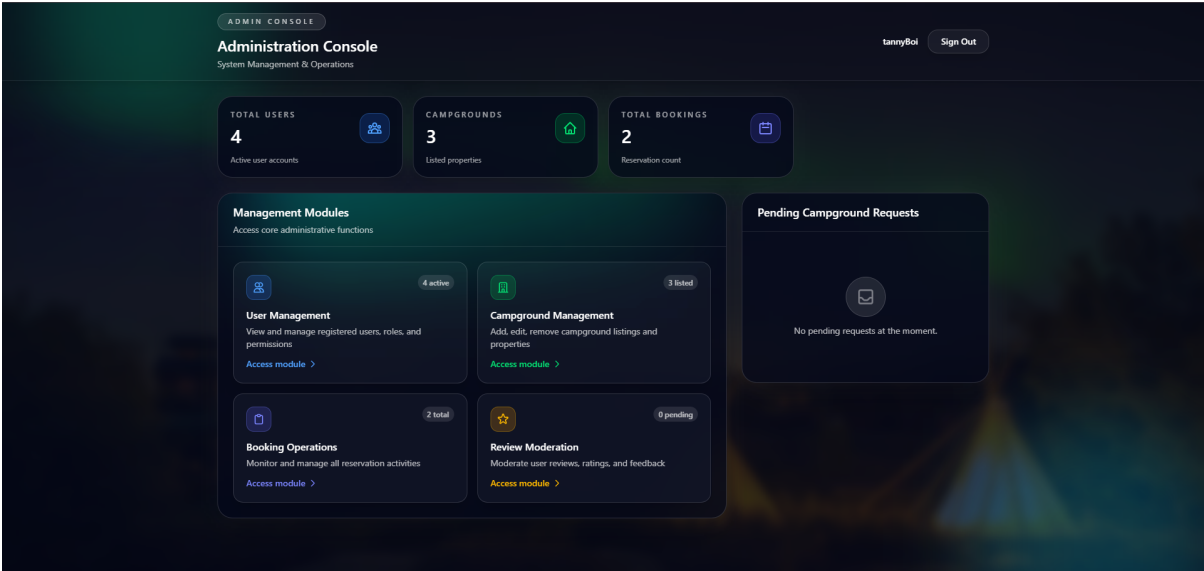 ADMIN CONSOLE
Administration Console
System Management & Operations
tannyBoi
Sign Out
TOTAL USERS
4
Active user accounts
CAMPGROUNDS
3
Listed properties
TOTAL BOOKINGS
2
Reservation count
Management Modules
Access core administrative functions
4 active
User Management
View and manage registered users, roles, and
permissions
Access module
3 listed
Campground Management
Add, edit, remove campground listings and
properties
Access module
2 total
Booking Operations
Monitor and manage all reservation activities
Access module
0 pending
Review Moderation
Moderate user reviews, ratings, and feedback
Access module
Pending Campground Requests
No pending requests at the moment.